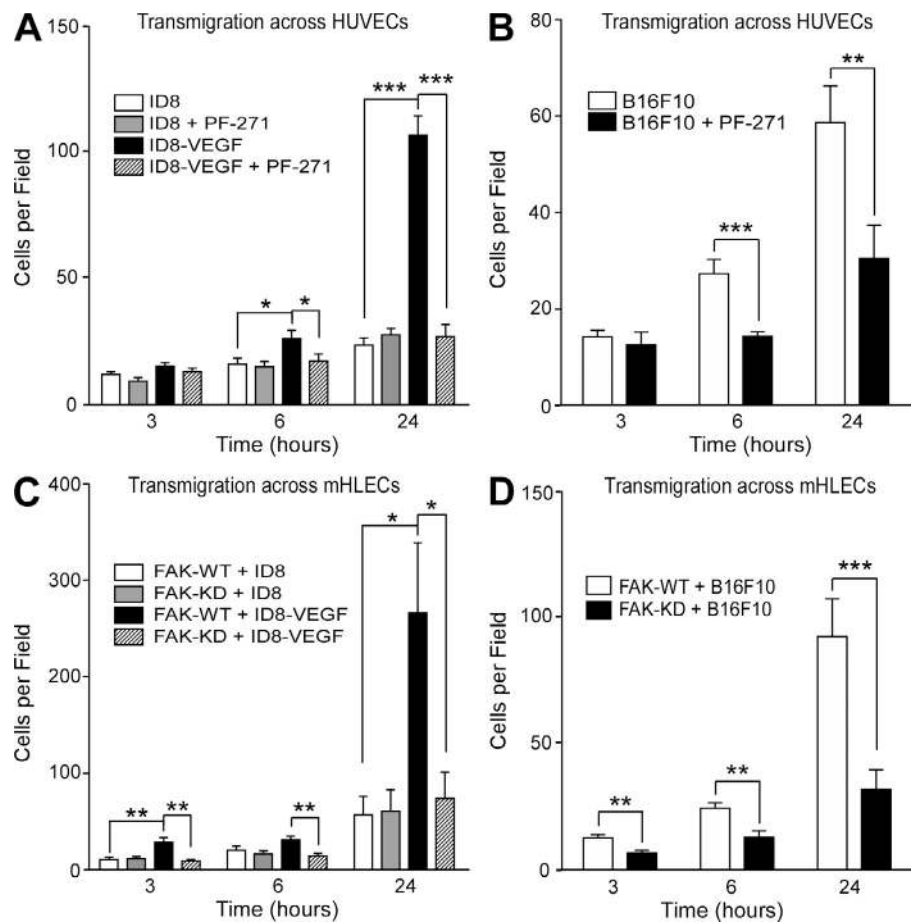 A
Transmigration across HUVECs
150
100
50
0
Cells per Field
ID8
ID8 + PF-271
ID8-VEGF
ID8-VEGF + PF-271
*
*
***
***
3
6
24
Time (hours)
B
Transmigration across HUVECs
80
60
40
20
0
Cells per Field
B16F10
B16F10 + PF-271
***
**
3
6
24
Time (hours)
C
Transmigration across mHLECs
400
300
200
100
0
Cells per Field
FAK-WT + ID8
FAK-KD + ID8
FAK-WT + ID8-VEGF
FAK-KD + ID8-VEGF
**
**
**
*
*
3
6
24
Time (hours)
D
Transmigration across mHLECs
150
100
50
0
Cells per Field
FAK-WT + B16F10
FAK-KD + B16F10
**
**
***
3
6
24
Time (hours)